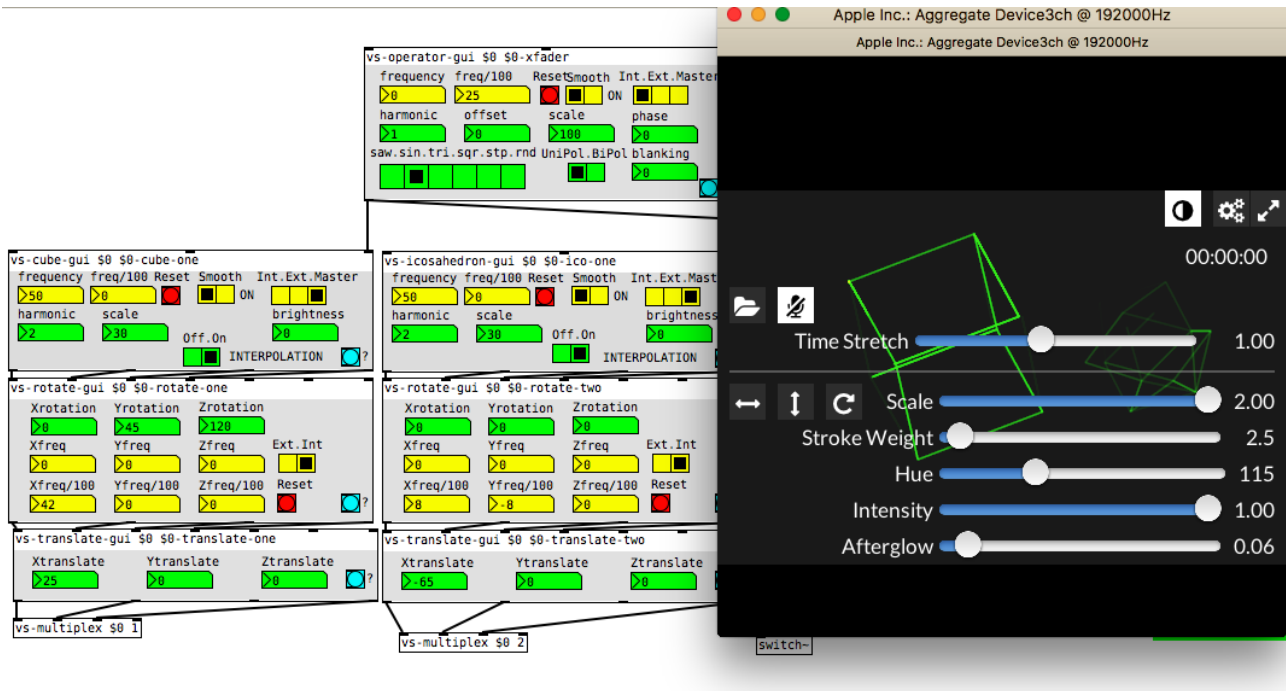 Apple Inc.: Aggregate Device3ch @ 192000Hz
Apple Inc.: Aggregate Device3ch @ 192000Hz
vs-operator-gui $0 $0-xfader
frequency freq/100 Reset Smooth Int.Ext.Master
0 25 ON
harmonic offset scale phase
1 0 100 0
saw.sin.tri.sqr.stp.rnd UniPol.BiPol blanking
0
vs-cube-gui $0 $0-cube-one
frequency freq/100 Reset Smooth Int.Ext.Master
50 0 ON
harmonic scale brightness
2 30 0
Off.On
INTERPOLATION ?
vs-icosahedron-gui $0 $0-ico-one
frequency freq/100 Reset Smooth Int.Ext.Master
50 0 ON
harmonic scale brightness
2 30 0
Off.On
INTERPOLATION
vs-rotate-gui $0 $0-rotate-one
Xrotation Yrotation Zrotation
0 45 120
Xfreq Yfreq Zfreq Ext.Int
0 0 0
Xfreq/100 Yfreq/100 Zfreq/100 Reset
42 0 0 ?
vs-rotate-gui $0 $0-rotate-two
Xrotation Yrotation Zrotation
0 0 0
Xfreq Yfreq Zfreq Ext.Int
0 0 0
Xfreq/100 Yfreq/100 Zfreq/100 Reset
8 -8 0
vs-translate-gui $0 $0-translate-one
Xtranslate Ytranslate Ztranslate
25 0 0 ?
vs-translate-gui $0 $0-translate-two
Xtranslate Ytranslate Ztranslate
-65 0 0
vs-multiplex $0 1
vs-multiplex $0 2
switch~
00:00:00
Time Stretch 1.00
Scale 2.00
Stroke Weight 2.5
Hue 115
Intensity 1.00
Afterglow 0.06